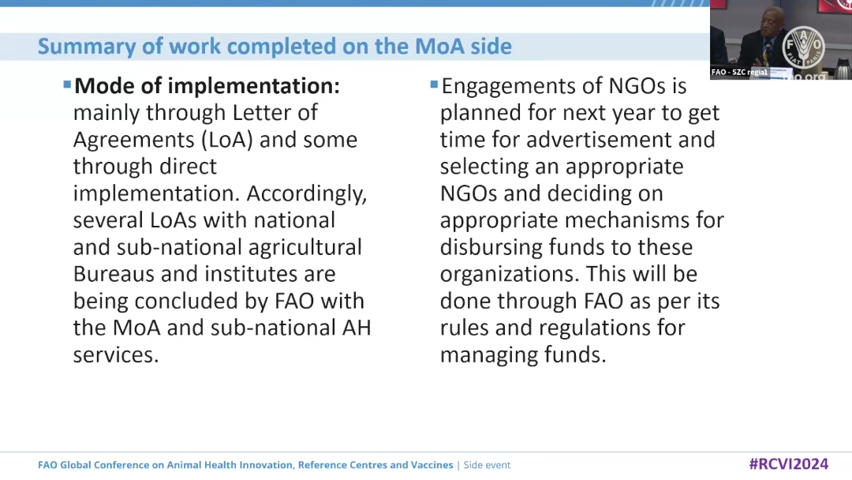 Summary of work completed on the MoA side
▪Mode of implementation:
mainly through Letter of
Agreements (LoA) and some
through direct
implementation. Accordingly,
several LoAs with national
and sub-national agricultural
Bureaus and institutes are
being concluded by FAO with
the MoA and sub-national AH
services.
▪Engagements of NGOs is
planned for next year to get
time for advertisement and
selecting an appropriate
NGOs and deciding on
appropriate mechanisms for
disbursing funds to these
organizations. This will be
done through FAO as per its
rules and regulations for
managing funds.
FAO - SZC regia1
FAO Global Conference on Animal Health Innovation, Reference Centres and Vaccines | Side event
#RCVI2024